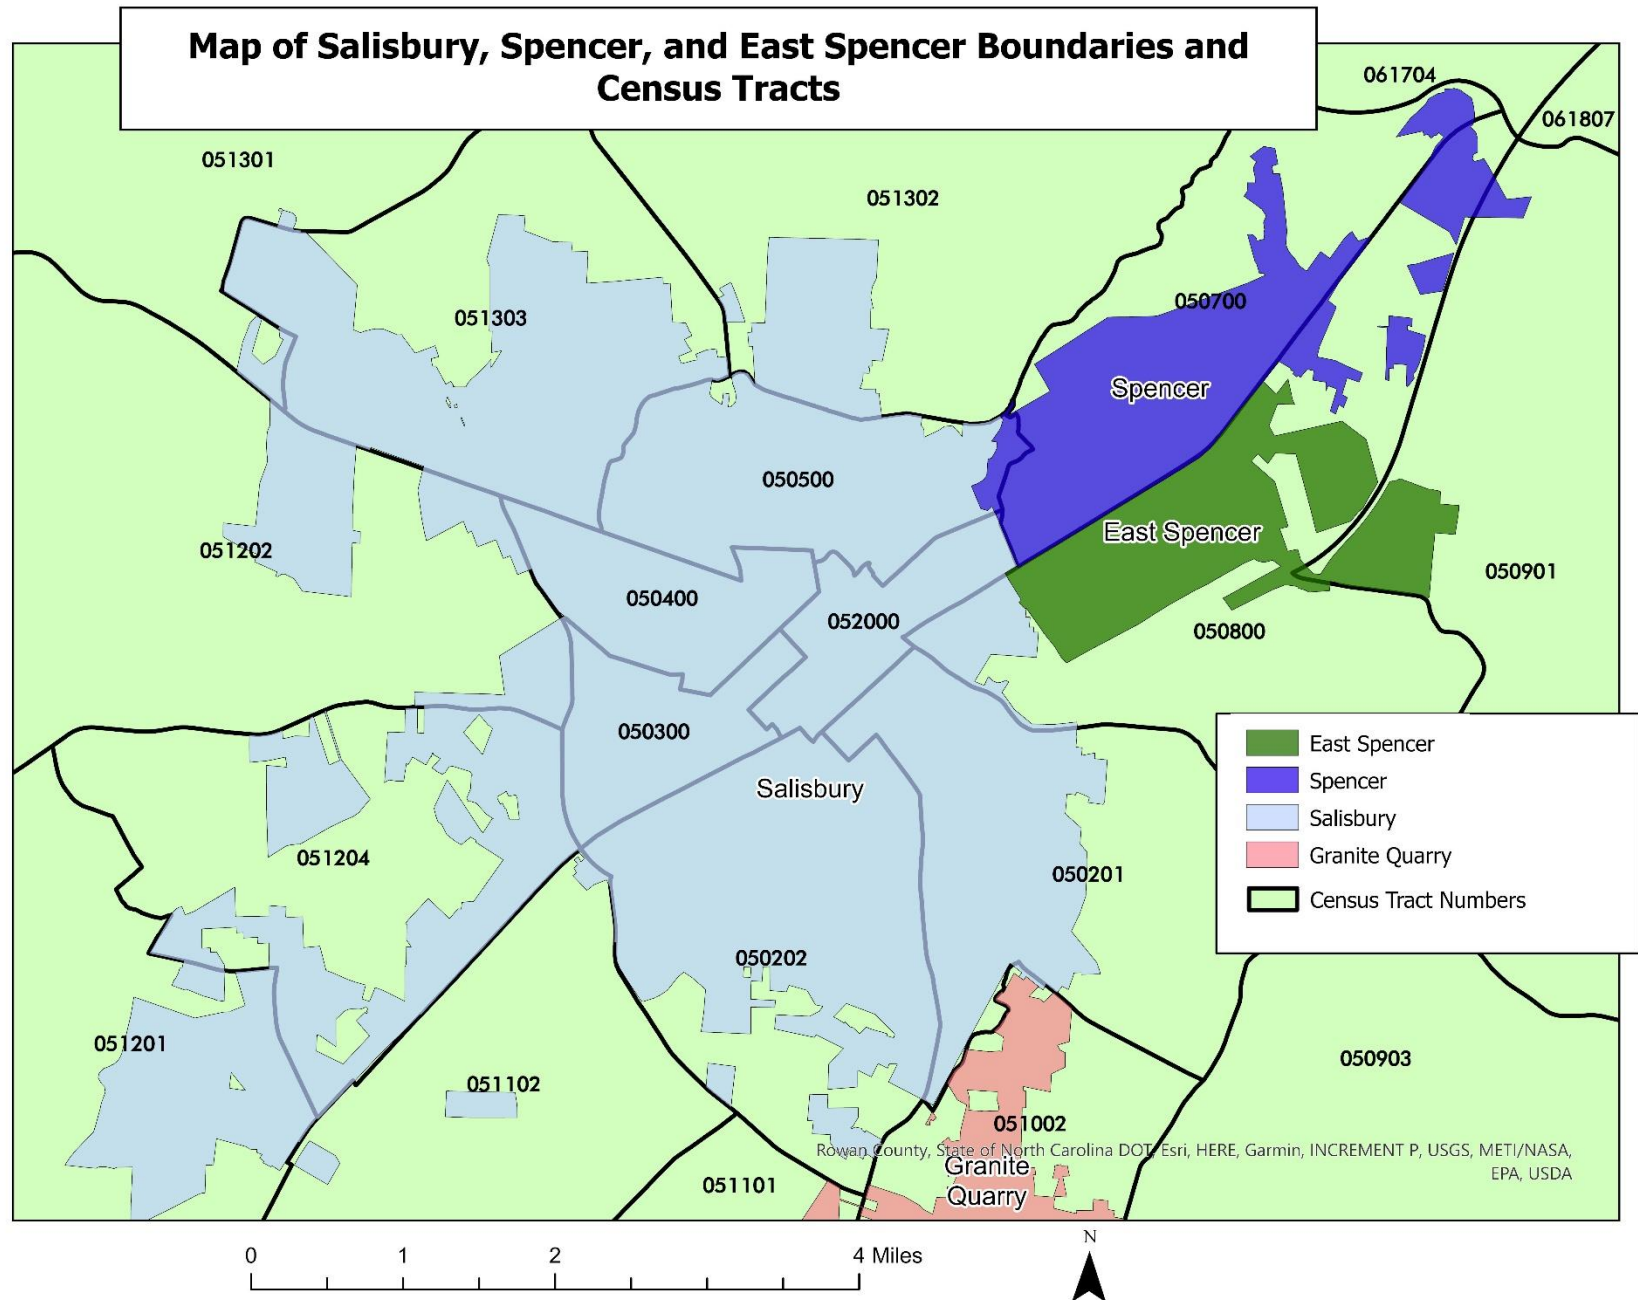 Map of Salisbury, Spencer, and East Spencer Boundaries and
Census Tracts
061704
061807
051301
051302
050700
051303
Spencer
050500
East Spencer
051202
050901
050400
052000
050800
050300
Salisbury
051204
050201
East Spencer
Spencer
Salisbury
Granite Quarry
Census Tract Numbers
050202
051201
051102
050903
051002
Rowan County, State of North Carolina DOT, Esri, HERE, Garmin, INCREMENT P, USGS, METI/NASA,
EPA, USDA
Granite
Quarry
051101
0 1 2 4 Miles
N